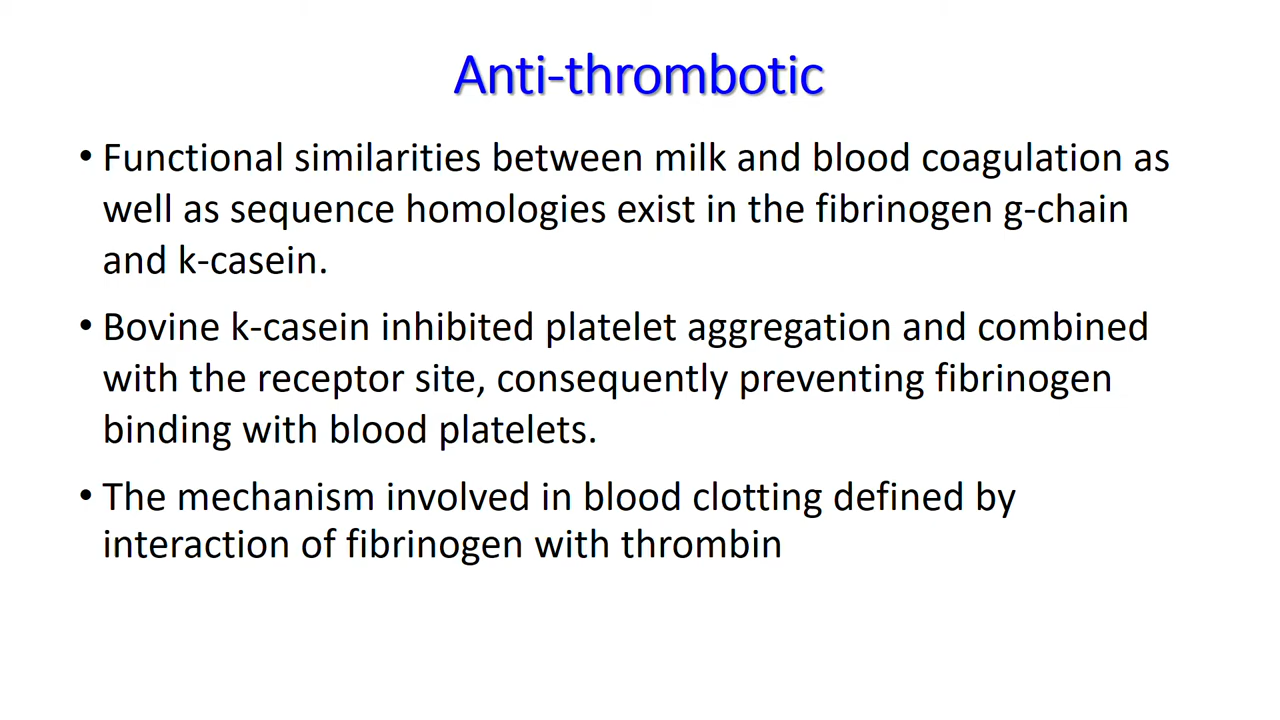 Anti-thrombotic
• Functional similarities between milk and blood coagulation as
well as sequence homologies exist in the fibrinogen g-chain
and k-casein.
• Bovine k-casein inhibited platelet aggregation and combined
with the receptor site, consequently preventing fibrinogen
binding with blood platelets.
• The mechanism involved in blood clotting defined by
interaction of fibrinogen with thrombin